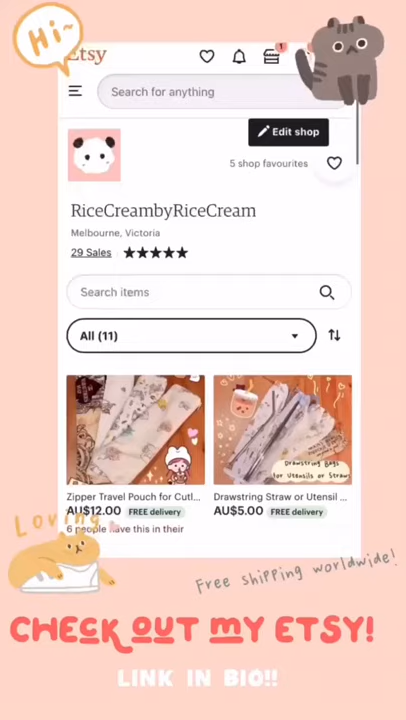 Hi~
Etsy
1
Search for anything
Edit shop
5 shop favourites
RiceCreambyRiceCream
Melbourne, Victoria
29 Sales ★★★★★
Search items
All (11)
Drawstring Bags
for Utensils or Straws
Zipper Travel Pouch for Cutl...
Drawstring Straw or Utensil ...
AU$12.00 FREE delivery
AU$5.00 FREE delivery
6 people have this in their
Loving
Free shipping worldwide!
CHECK OUT MY ETSY!
LINK IN BIO!!